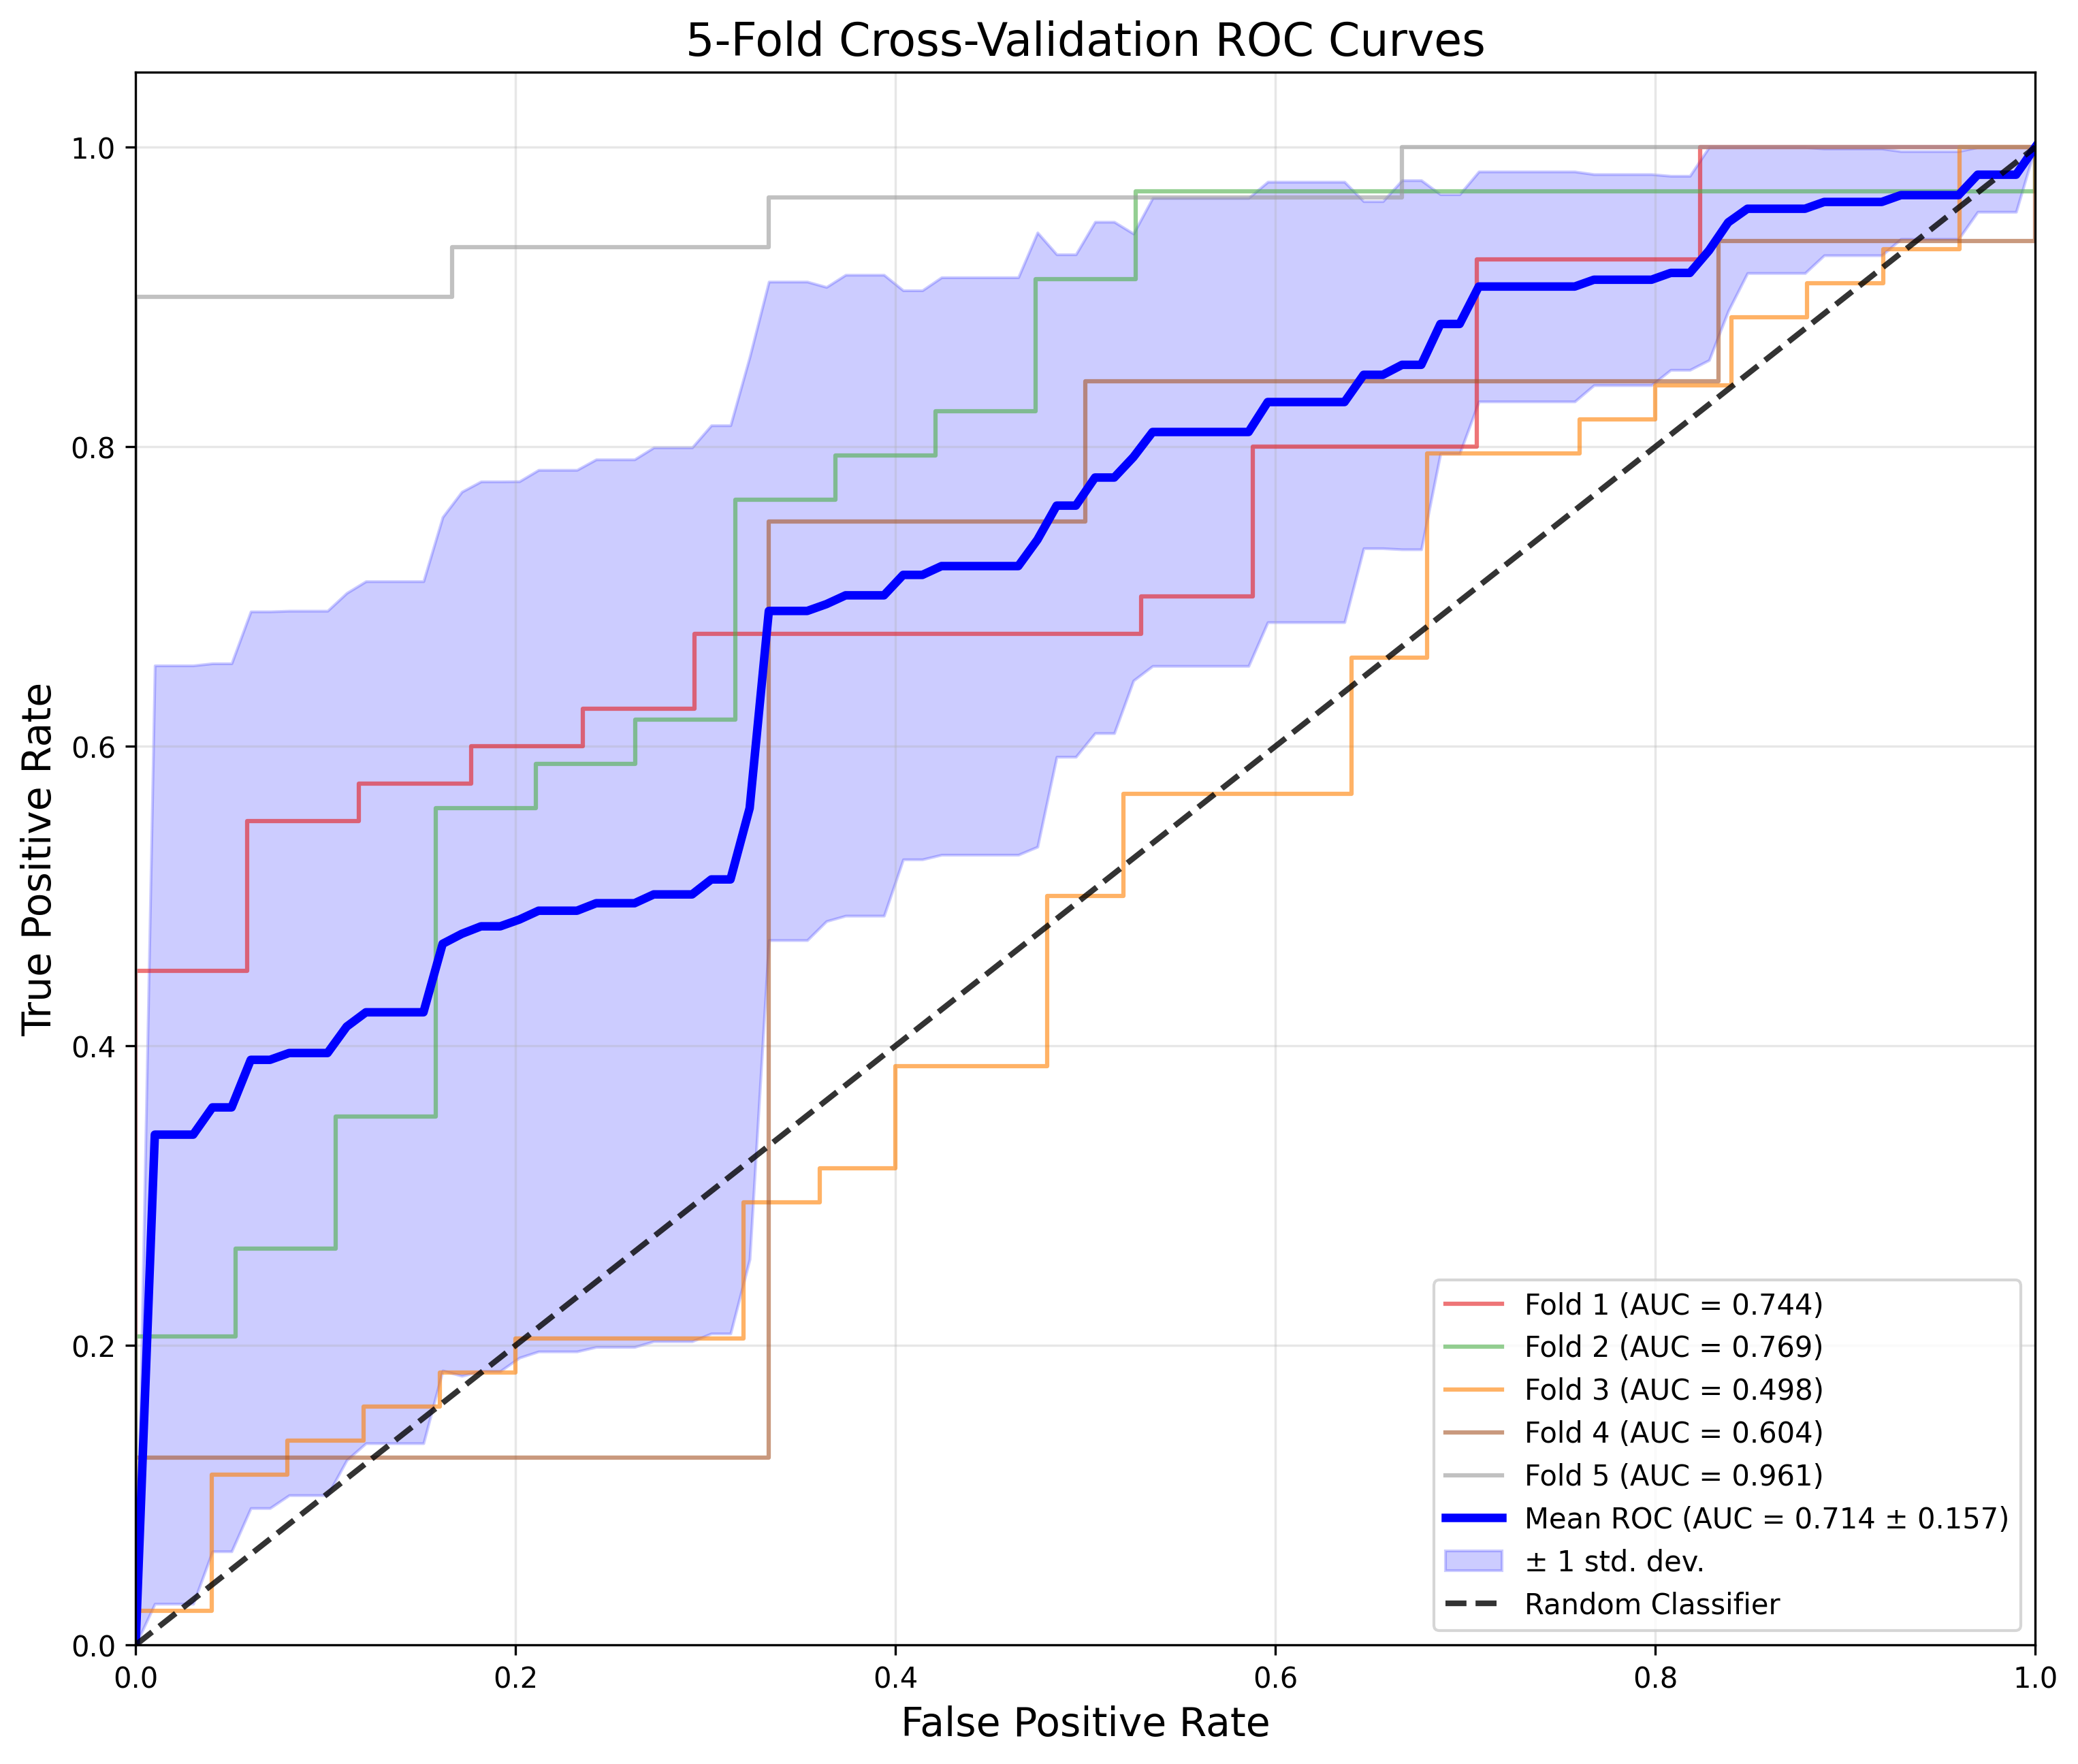 5-Fold Cross-Validation ROC Curves
True Positive Rate
1.0
0.8
0.6
0.4
0.2
0.0
0.0 0.2 0.4 0.6 0.8 1.0
False Positive Rate
Fold 1 (AUC = 0.744)
Fold 2 (AUC = 0.769)
Fold 3 (AUC = 0.498)
Fold 4 (AUC = 0.604)
Fold 5 (AUC = 0.961)
Mean ROC (AUC = 0.714 ± 0.157)
± 1 std. dev.
Random Classifier